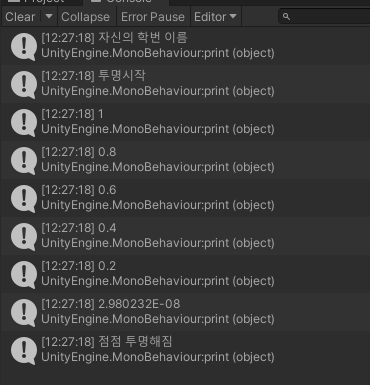 Project Console
Clear Collapse Error Pause Editor
[12:27:18] 자신의 학번 이름
UnityEngine.MonoBehaviour:print (object)
[12:27:18] 투명시작
UnityEngine.MonoBehaviour:print (object)
[12:27:18] 1
UnityEngine.MonoBehaviour:print (object)
[12:27:18] 0.8
UnityEngine.MonoBehaviour:print (object)
[12:27:18] 0.6
UnityEngine.MonoBehaviour:print (object)
[12:27:18] 0.4
UnityEngine.MonoBehaviour:print (object)
[12:27:18] 0.2
UnityEngine.MonoBehaviour:print (object)
[12:27:18] 2.980232E-08
UnityEngine.MonoBehaviour:print (object)
[12:27:18] 점점 투명해짐
UnityEngine.MonoBehaviour:print (object)